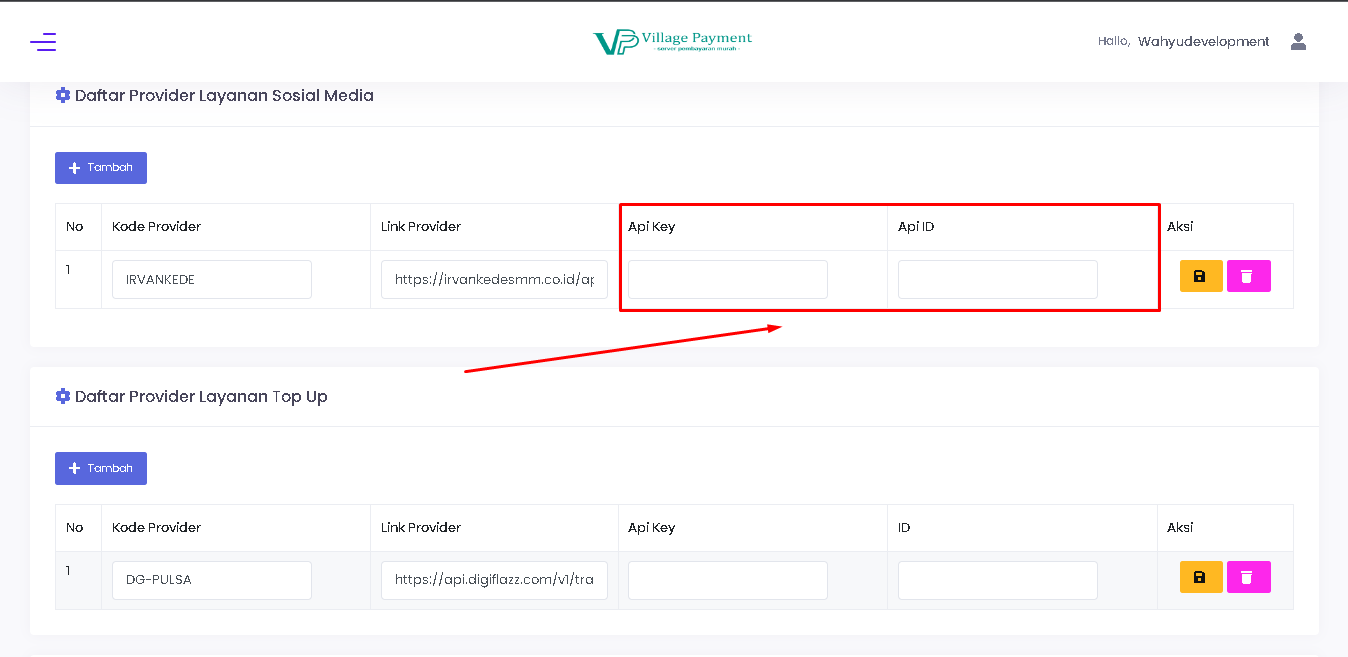 Village Payment
- server pembayaran murah -
Hallo, Wahyudevelopment
Daftar Provider Layanan Sosial Media
Tambah
No Kode Provider Link Provider Api Key Api ID Aksi
1 IRVANKEDE https://irvankedesmm.co.id/ap
Daftar Provider Layanan Top Up
Tambah
No Kode Provider Link Provider Api Key ID Aksi
1 DG-PULSA https://api.digiflazz.com/v1/tra